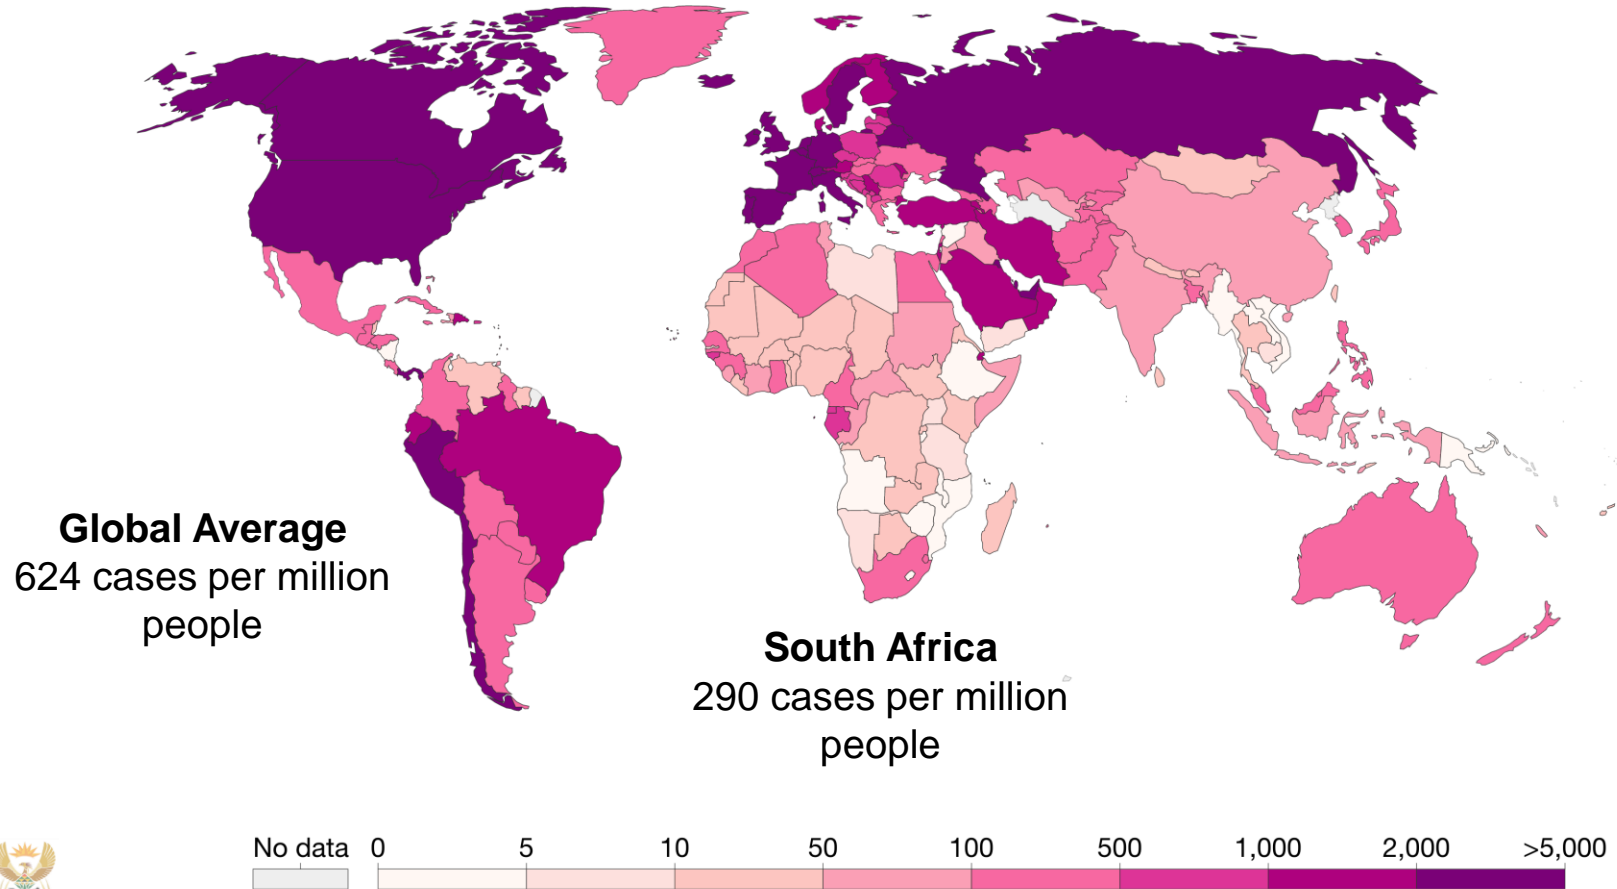 Global Average
624 cases per million
people
South Africa
290 cases per million
people
No data 0 5 10 50 100 500 1,000 2,000 >5,000